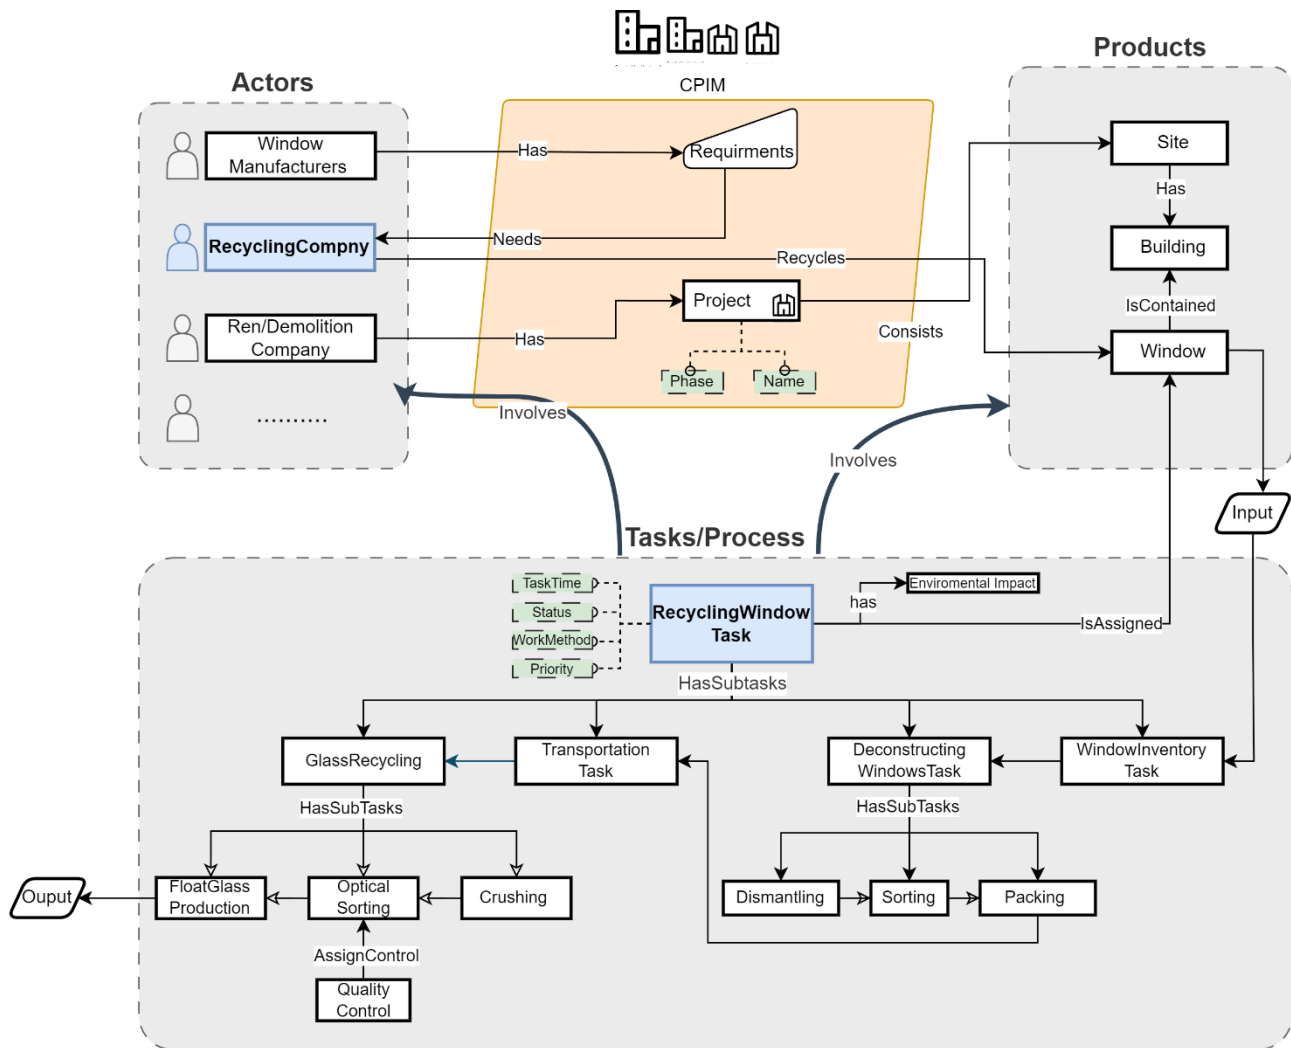 Products
Actors
CPIM
Window
Manufacturers
Has
Requirments
Site
Has
RecyclingCompny
Needs
Building
Recycles
IsContained
Project
Ren/Demolition
Company
Has
Consists
Window
Phase
Name
Involves
..........
Involves
Input
Tasks/Process
TaskTime
Status
WorkMethod
Priority
RecyclingWindow
Task
has
Enviromental Impact
IsAssigned
HasSubtasks
GlassRecycling
Transportation
Task
Deconstructing
WindowsTask
WindowInventory
Task
HasSubTasks
HasSubTasks
Ouput
FloatGlass
Production
Optical
Sorting
Crushing
Dismantling
Sorting
Packing
AssignControl
Quality
Control